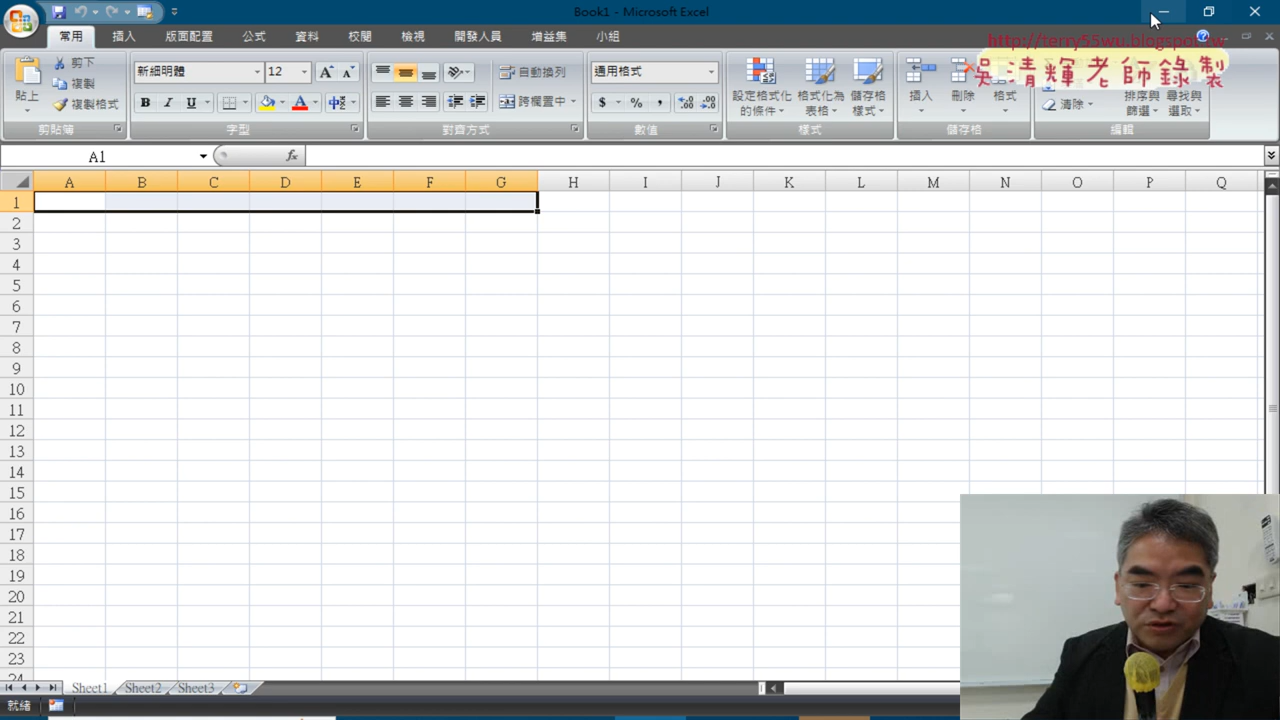 Book1 - Microsoft Excel
常用 插入 版面配置 公式 資料 校閱 檢視 開發人員 增益集 小組
http://terry55wu.blogspot.tw
吳清輝老師錄製
貼上 剪下 複製 複製格式 剪貼簿
新細明體 12 B I U 字型
自動換列 跨欄置中 對齊方式
通用格式 $ % , 數值
設定格式化的條件 格式化為表格 儲存格樣式 樣式
插入 刪除 格式 儲存格
清除 排序與篩選 尋找與選取 編輯
A1 fx
A B C D E F G H I J K L M N O P Q
1
2
3
4
5
6
7
8
9
10
11
12
13
14
15
16
17
18
19
20
21
22
23
24
Sheet1 Sheet2 Sheet3
就緒